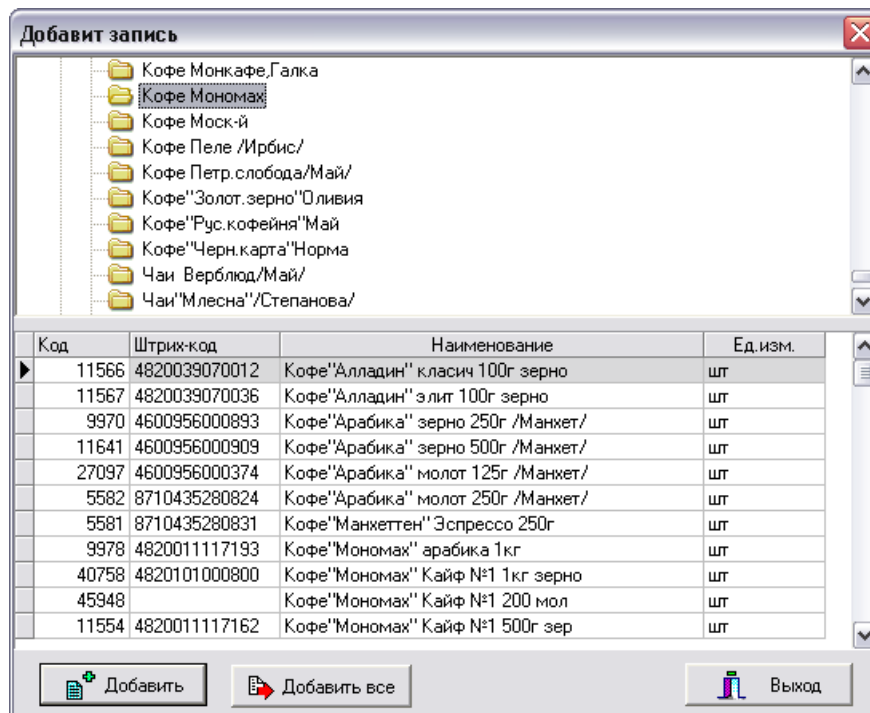 Добавит запись
Кофе Монкафе,Галка
Кофе Мономах
Кофе Моск-й
Кофе Пеле /Ирбис/
Кофе Петр.слобода/Май/
Кофе"Золот.зерно"Оливия
Кофе"Рус.кофейня"Май
Кофе"Черн.карта"Норма
Чаи Верблюд/Май/
Чаи"Млесна"/Степанова/
Код Штрих-код Наименование Ед.изм.
11566 4820039070012 Кофе"Алладин" класич 100г зерно шт
11567 4820039070036 Кофе"Алладин" элит 100г зерно шт
9970 4600956000893 Кофе"Арабика" зерно 250г /Манхет/ шт
11641 4600956000909 Кофе"Арабика" зерно 500г /Манхет/ шт
27097 4600956000374 Кофе"Арабика" молот 125г /Манхет/ шт
5582 8710435280824 Кофе"Арабика" молот 250г /Манхет/ шт
5581 8710435280831 Кофе"Манхеттен" Эспрессо 250г шт
9978 4820011117193 Кофе"Мономах" арабика 1кг шт
40758 4820101000800 Кофе"Мономах" Кайф №1 1кг зерно шт
45948 Кофе"Мономах" Кайф №1 200 мол шт
11554 4820011117162 Кофе"Мономах" Кайф №1 500г зер шт
Добавить Добавить все Выход